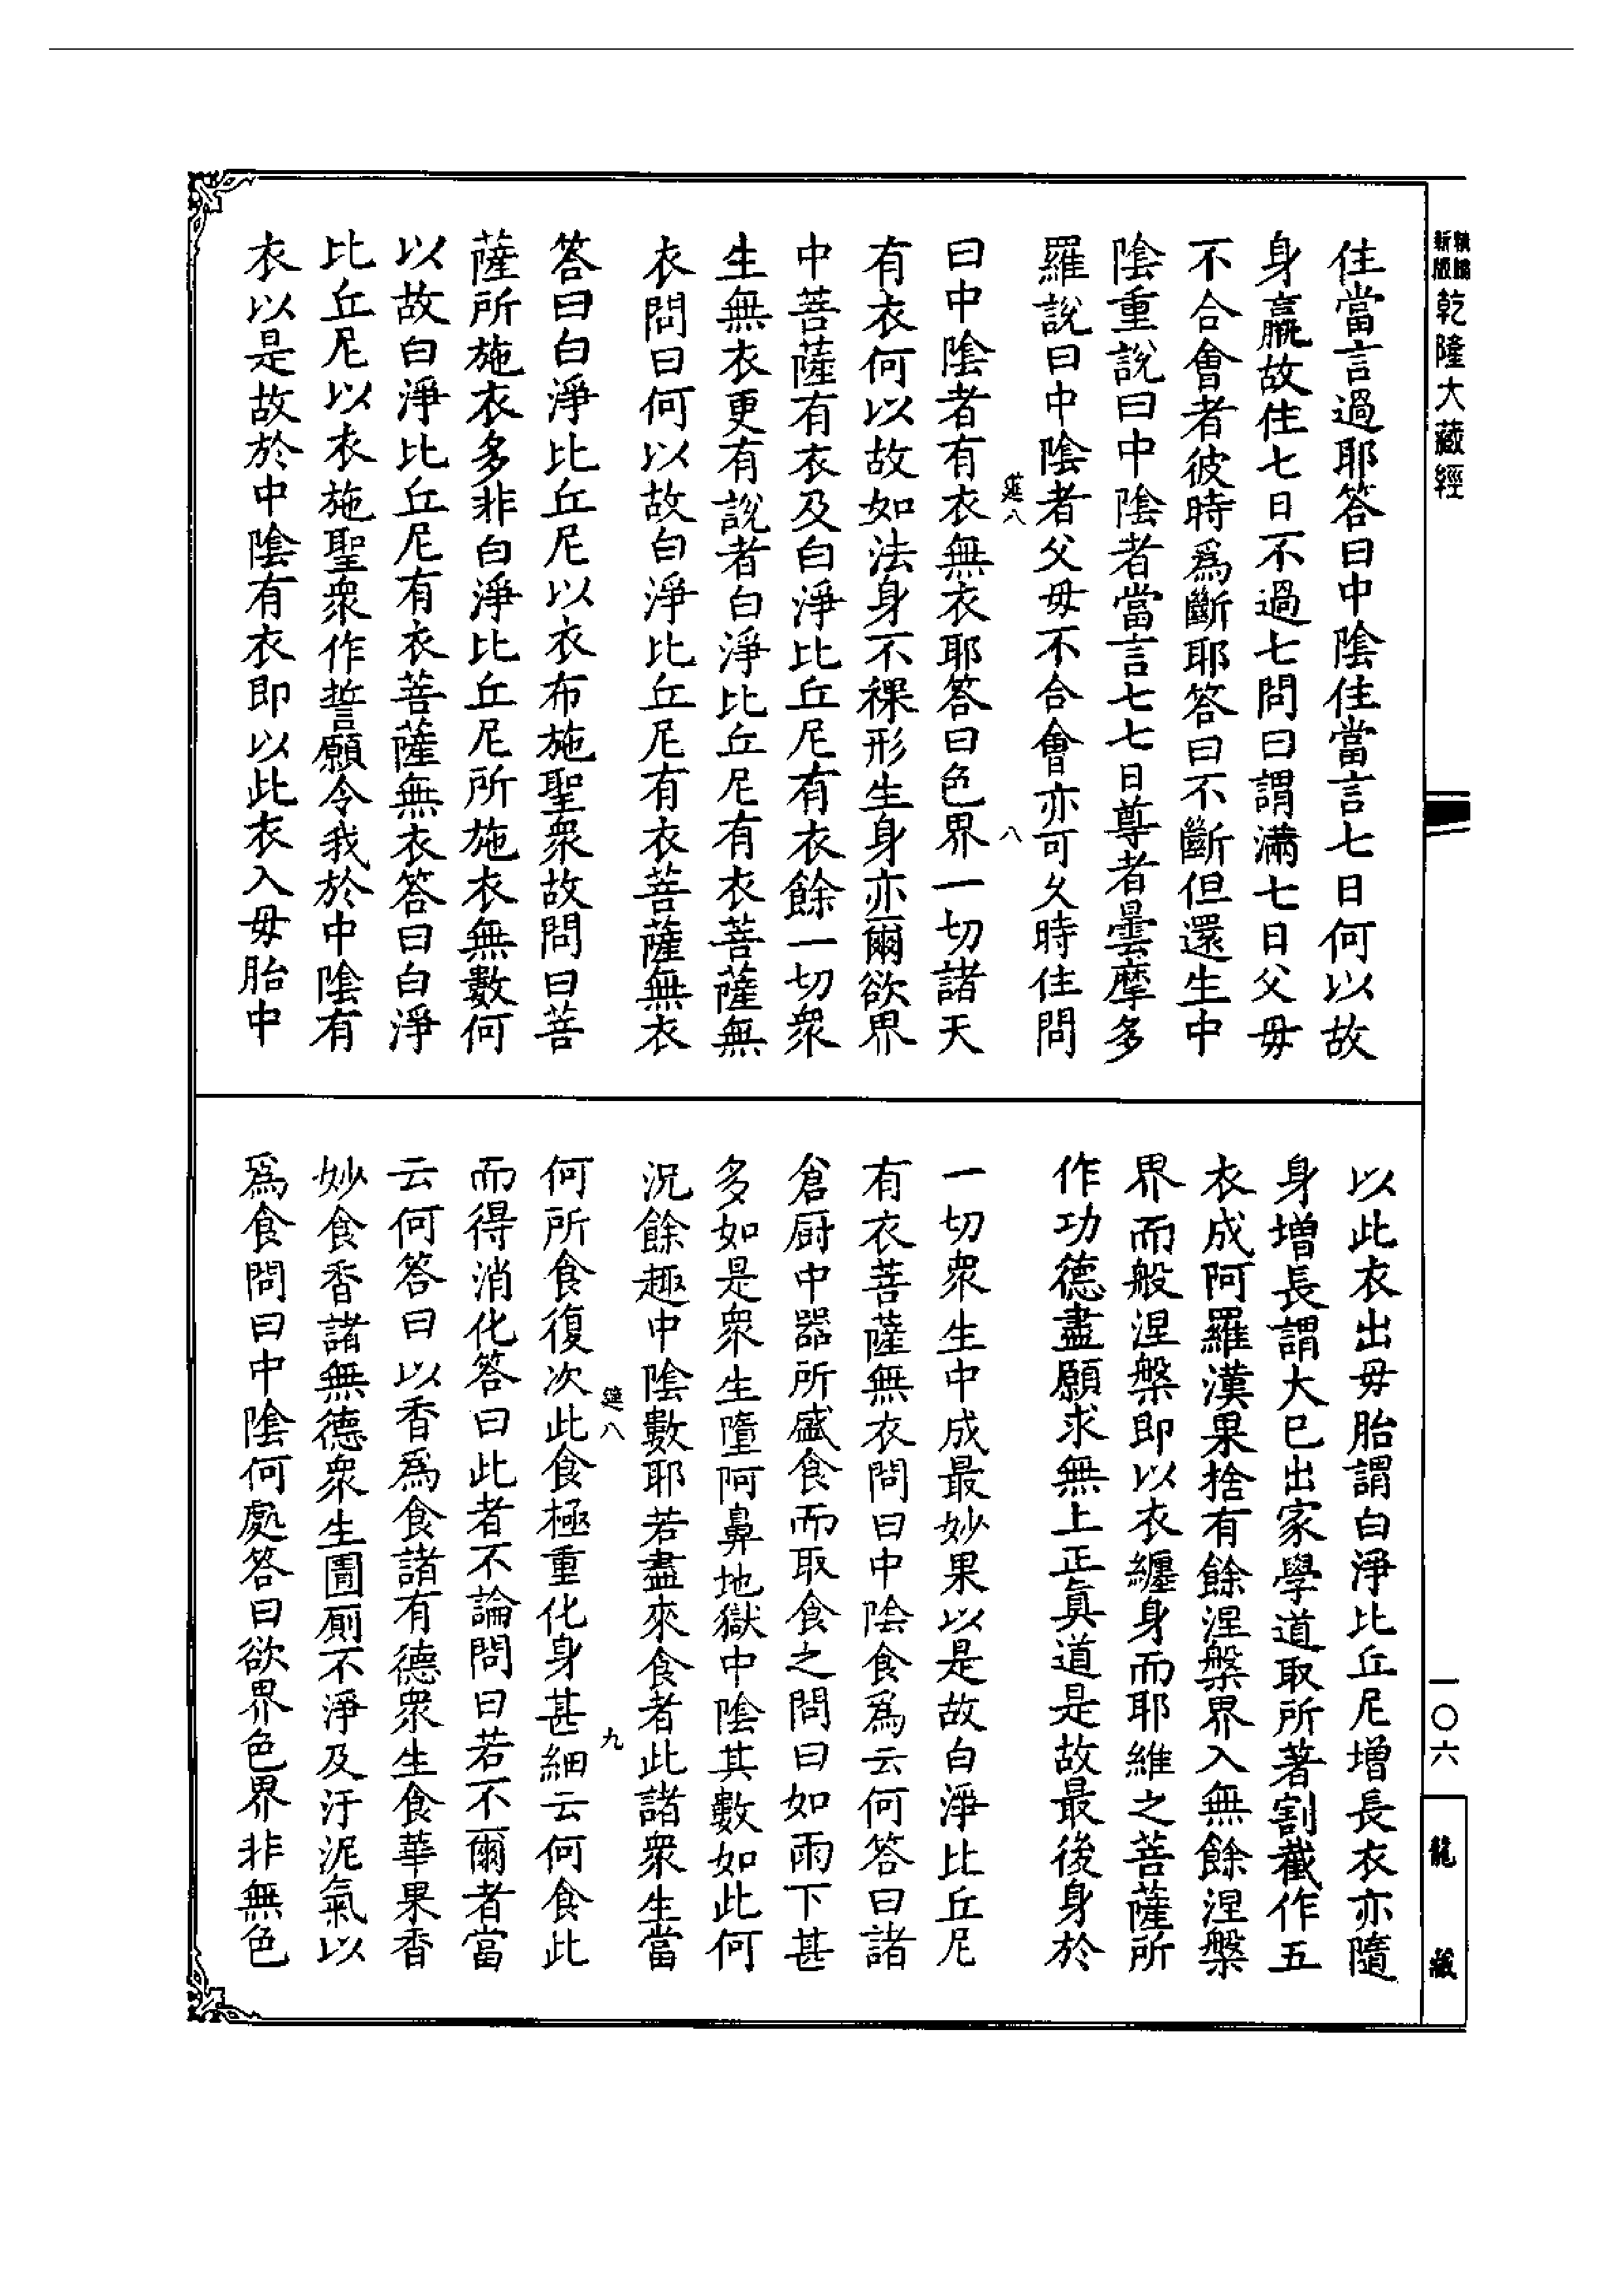 新版
乾隆大藏經
住當言過耶答曰中陰住當言七日何以故
身羸故住七日不過七問曰謂滿七日父毋
不合會者彼時爲斷耶答曰不斷但還生中
陰重說曰中陰者當言七七日尊者曇摩多
羅說曰中陰者父毋不合會亦可久時住問
筵八 八
曰中陰者有衣無衣耶答曰色界一切諸天
有衣何以故如法身不裸形生身亦爾欲界
中菩薩有衣及白淨比丘尼有衣餘一切衆
生無衣更有說者白淨比丘尼有衣菩薩無
衣問曰何以故白淨比丘尼有衣菩薩無衣
答曰白淨比丘尼以衣布施聖衆故問曰菩
薩所施衣多非白淨比丘尼所施衣無數何
以故白淨比丘尼有衣菩薩無衣答曰白淨
比丘尼以衣施聖衆作誓願令我於中陰有
衣以是故於中陰有衣即以此衣入毋胎中
以此衣出毋胎謂白淨比丘尼增長衣亦隨
身增長謂大已出家學道取所著割截作五
衣成阿羅漢果捨有餘涅槃界入無餘涅槃
界而般涅槃即以衣纏身而耶維之菩薩所
作功德盡願求無上正真道是故最後身於
一切衆生中成最妙果以是故白淨比丘尼
有衣菩薩無衣問曰中陰食爲云何答曰諸
倉厨中器所盛食而取食之問曰如雨下甚
多如是衆生墮阿鼻地獄中陰其數如此何
況餘趣中陰數耶若盡來食者此諸衆生當
筵八 九
何所食復次此食極重化身甚細云何食此
而得消化答曰此者不論問曰若不爾者當
云何答曰以香爲食諸有德衆生食華果香
妙食香諸無德衆生圊廁不淨及汙泥氣以
爲食問曰中陰何處答曰欲界色界非無色
一〇六
龍藏